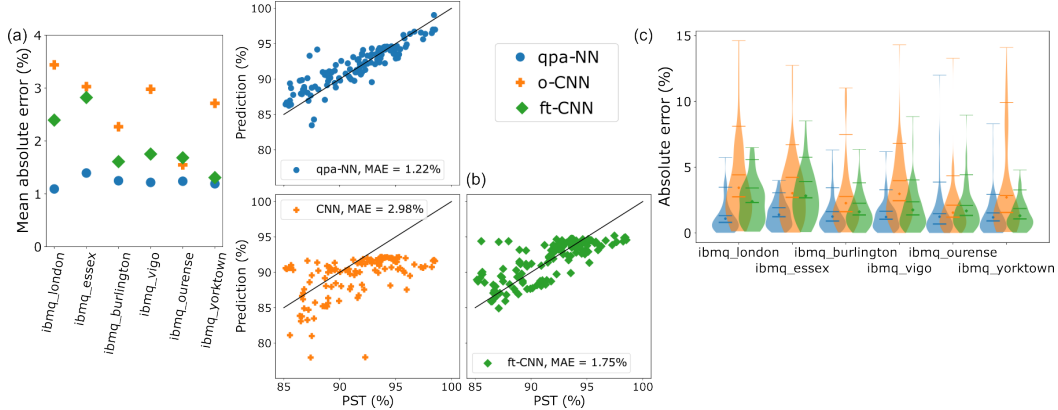 (a)
Mean absolute error (%)
4
3
2
1
0
ibmq_london
ibmq_essex
ibmq_burlington
ibmq_vigo
ibmq_ourense
ibmq_yorktown
Prediction (%)
100
95
90
85
80
75
qpa-NN, MAE = 1.22%
qpa-NN
o-CNN
ft-CNN
Prediction (%)
100
95
90
85
80
75
CNN, MAE = 2.98%
85 90 95 100
PST (%)
(b)
Prediction (%)
ft-CNN, MAE = 1.75%
85 90 95 100
PST (%)
(c)
Absolute error (%)
15
10
5
0
ibmq_london ibmq_burlington ibmq_ourense
ibmq_essex ibmq_vigo ibmq_yorktown